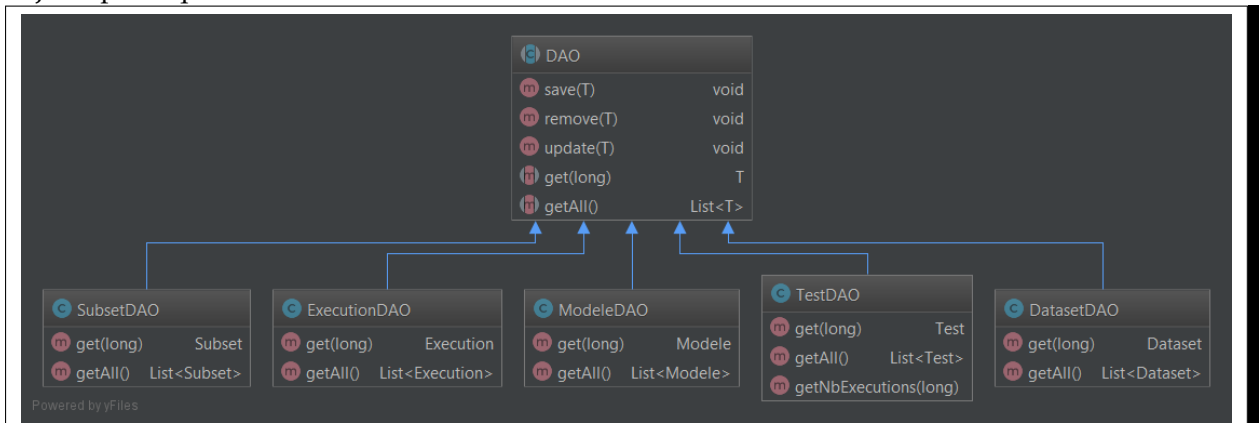 DAO
save(T) void
remove(T) void
update(T) void
get(long) T
getAll() List<T>
SubsetDAO
get(long) Subset
getAll() List<Subset>
ExecutionDAO
get(long) Execution
getAll() List<Execution>
ModeleDAO
get(long) Modele
getAll() List<Modele>
TestDAO
get(long) Test
getAll() List<Test>
getNbExecutions(long)
DatasetDAO
get(long) Dataset
getAll() List<Dataset>
Powered by yFiles